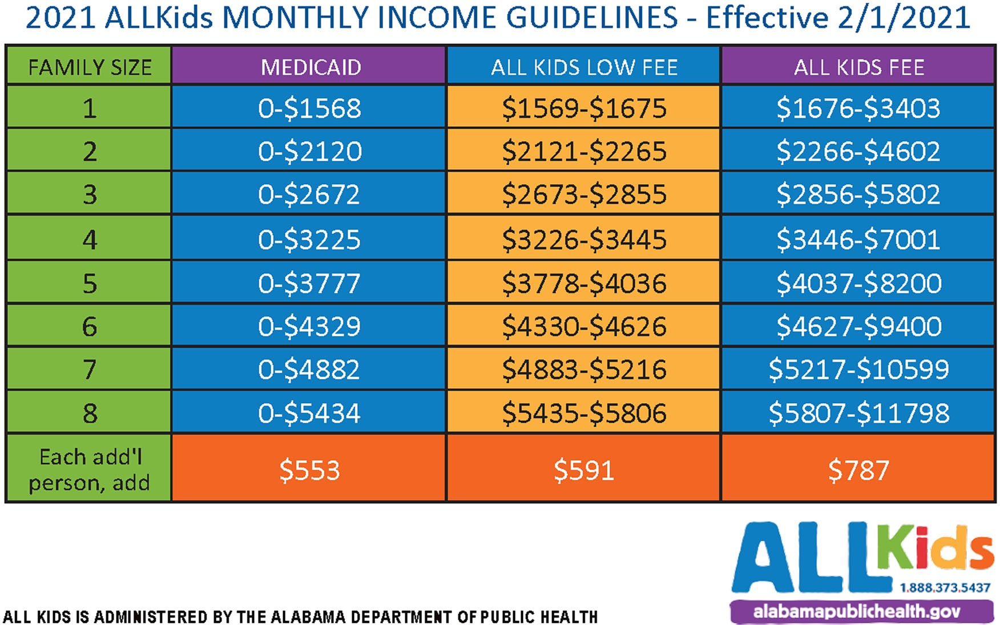 2021 ALLKids MONTHLY INCOME GUIDELINES - Effective 2/1/2021
FAMILY SIZE MEDICAID ALL KIDS LOW FEE ALL KIDS FEE
1 0-$1568 $1569-$1675 $1676-$3403
2 0-$2120 $2121-$2265 $2266-$4602
3 0-$2672 $2673-$2855 $2856-$5802
4 0-$3225 $3226-$3445 $3446-$7001
5 0-$3777 $3778-$4036 $4037-$8200
6 0-$4329 $4330-$4626 $4627-$9400
7 0-$4882 $4883-$5216 $5217-$10599
8 0-$5434 $5435-$5806 $5807-$11798
Each add'l
person, add $553 $591 $787
ALL Kids
1.888.373.5437
alabamapublichealth.gov
ALL KIDS IS ADMINISTERED BY THE ALABAMA DEPARTMENT OF PUBLIC HEALTH